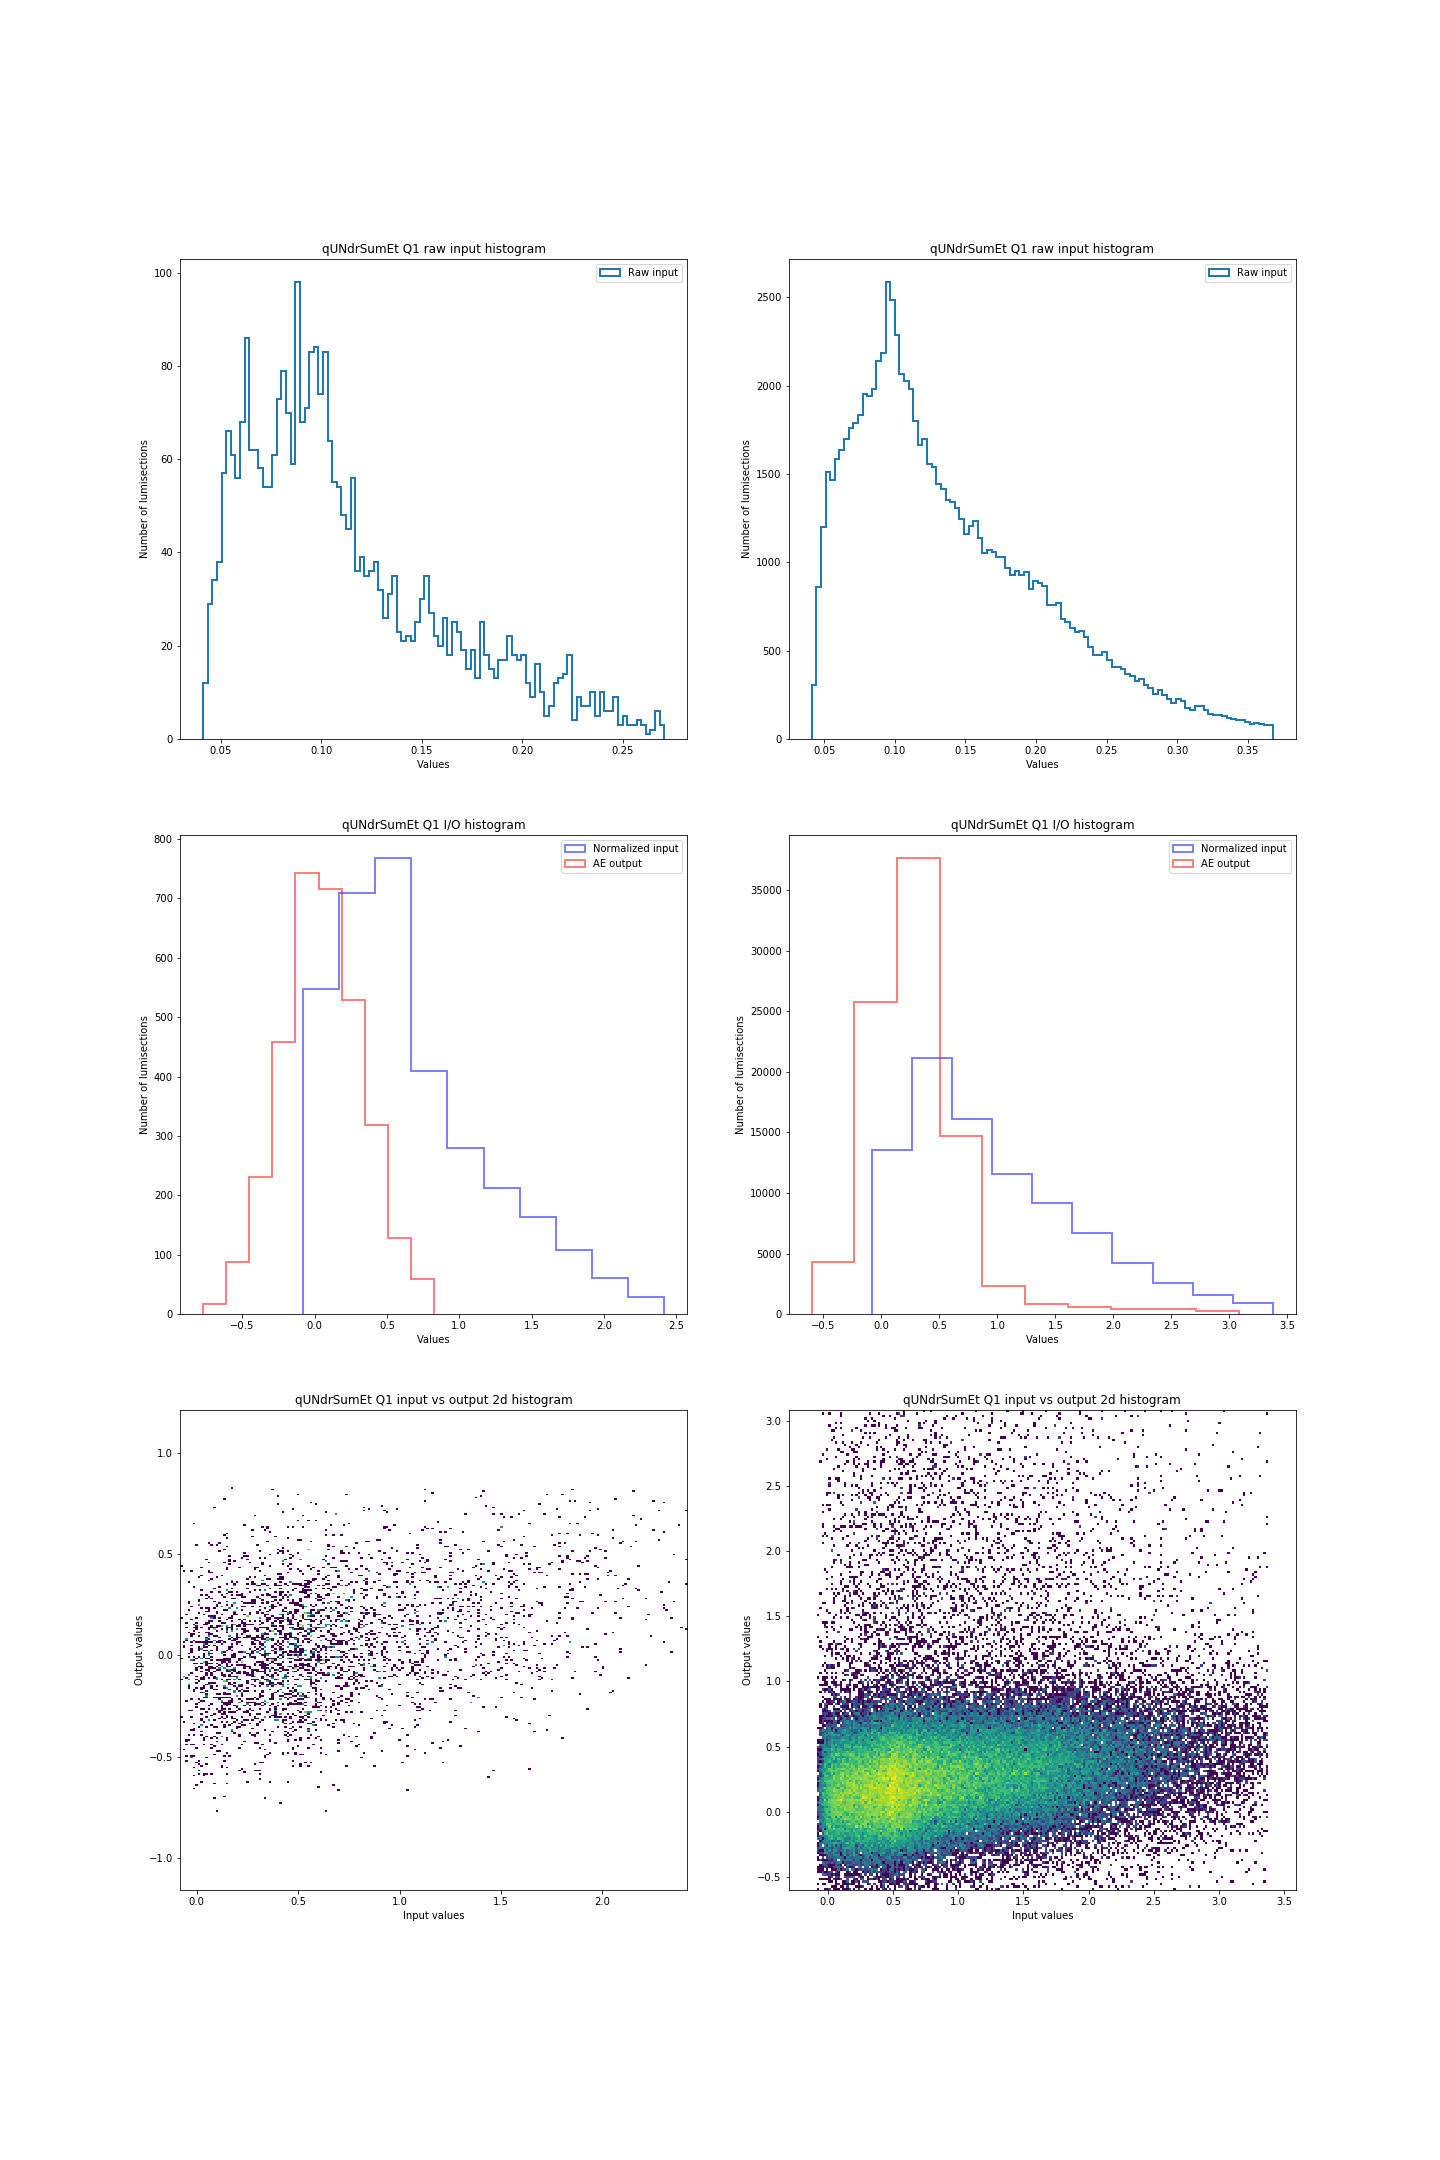 qUNdrSumEt Q1 raw input histogram
Raw input
100
80
60
40
20
0
Number of lumisections
0.05 0.10 0.15 0.20 0.25
Values
qUNdrSumEt Q1 raw input histogram
Raw input
2500
2000
1500
1000
500
0
Number of lumisections
0.05 0.10 0.15 0.20 0.25 0.30 0.35
Values
qUNdrSumEt Q1 I/O histogram
Normalized input
AE output
800
700
600
500
400
300
200
100
0
Number of lumisections
−0.5 0.0 0.5 1.0 1.5 2.0 2.5
Values
qUNdrSumEt Q1 I/O histogram
Normalized input
AE output
35000
30000
25000
20000
15000
10000
5000
0
Number of lumisections
−0.5 0.0 0.5 1.0 1.5 2.0 2.5 3.0 3.5
Values
qUNdrSumEt Q1 input vs output 2d histogram
1.0
0.5
0.0
−0.5
−1.0
Output values
0.0 0.5 1.0 1.5 2.0
Input values
qUNdrSumEt Q1 input vs output 2d histogram
3.0
2.5
2.0
1.5
1.0
0.5
0.0
−0.5
Output values
0.0 0.5 1.0 1.5 2.0 2.5 3.0 3.5
Input values